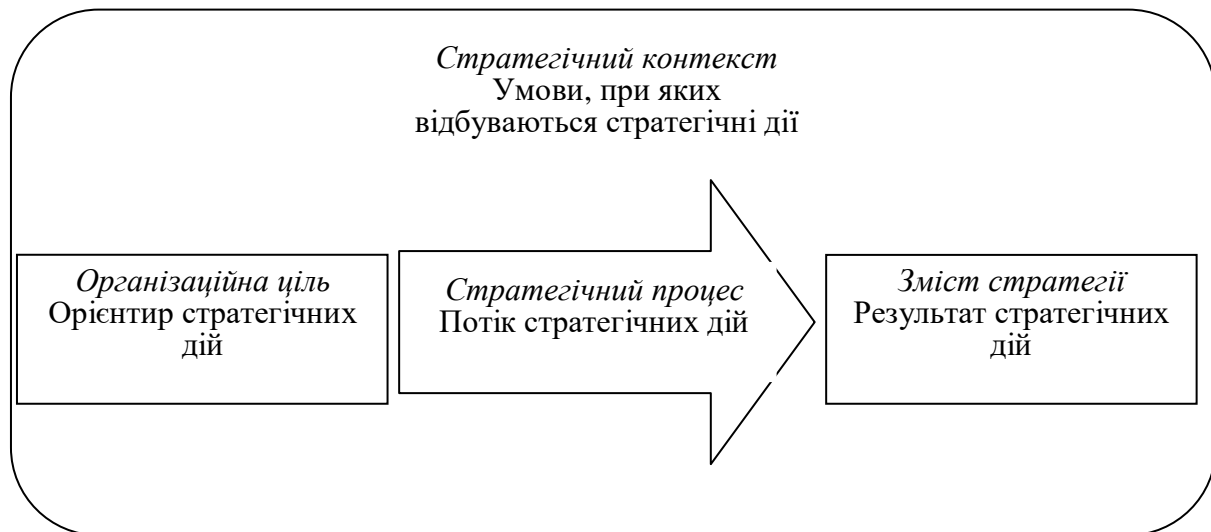 Стратегічний контекст
Умови, при яких
відбуваються стратегічні дії
Організаційна ціль
Орієнтир стратегічних
дій
Стратегічний процес
Потік стратегічних дій
Зміст стратегії
Результат стратегічних
дій